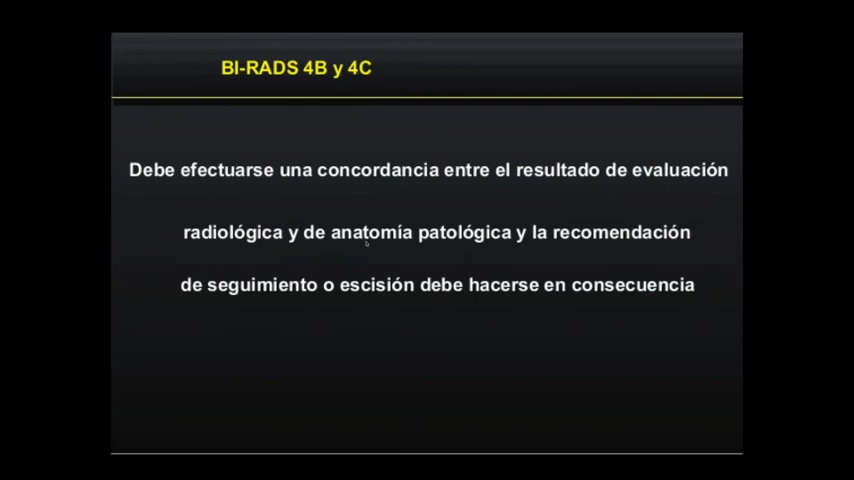 BI-RADS 4B y 4C
Debe efectuarse una concordancia entre el resultado de evaluación
radiológica y de anatomía patológica y la recomendación
de seguimiento o escisión debe hacerse en consecuencia